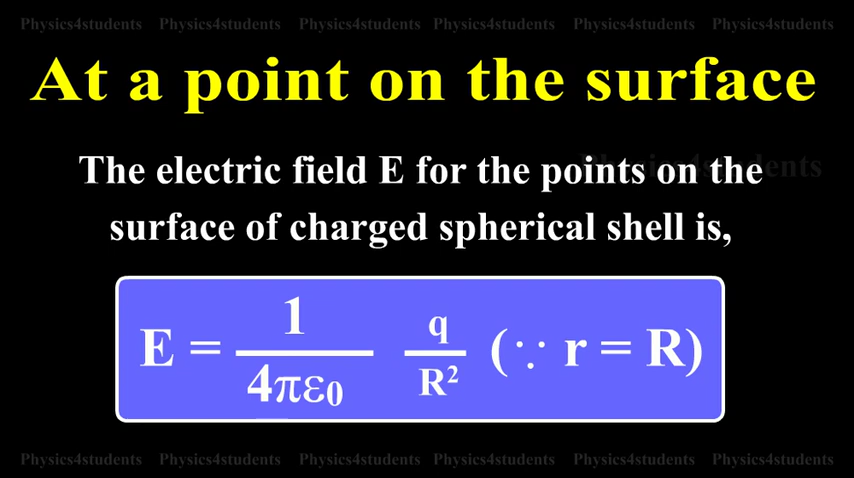 Physics4students Physics4students Physics4students Physics4students Physics4students Physics4students
At a point on the surface
Physics4students
The electric field E for the points on the
surface of charged spherical shell is,
E = 1/4πε₀ q/R² (∵ r = R)
Physics4students Physics4students Physics4students Physics4students Physics4students Physics4students